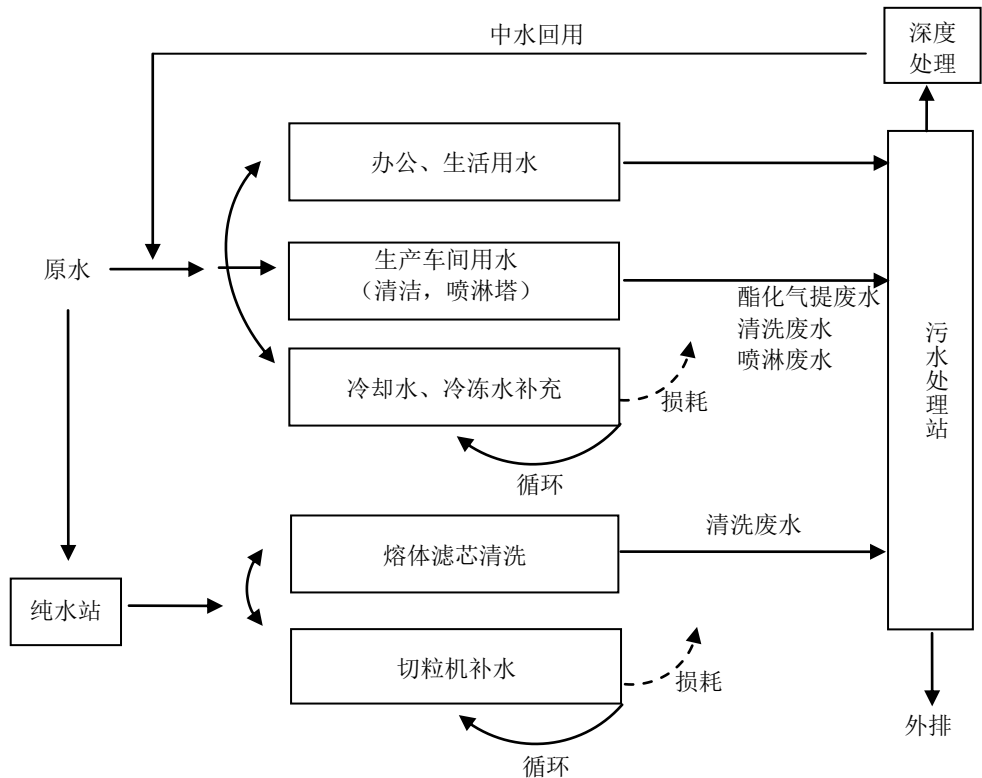 中水回用
深度
处理
办公、生活用水
原水
生产车间用水
（清洁，喷淋塔）
酯化气提废水
清洗废水
喷淋废水
冷却水、冷冻水补充
损耗
循环
污水处理站
熔体滤芯清洗
清洗废水
纯水站
切粒机补水
损耗
循环
外排